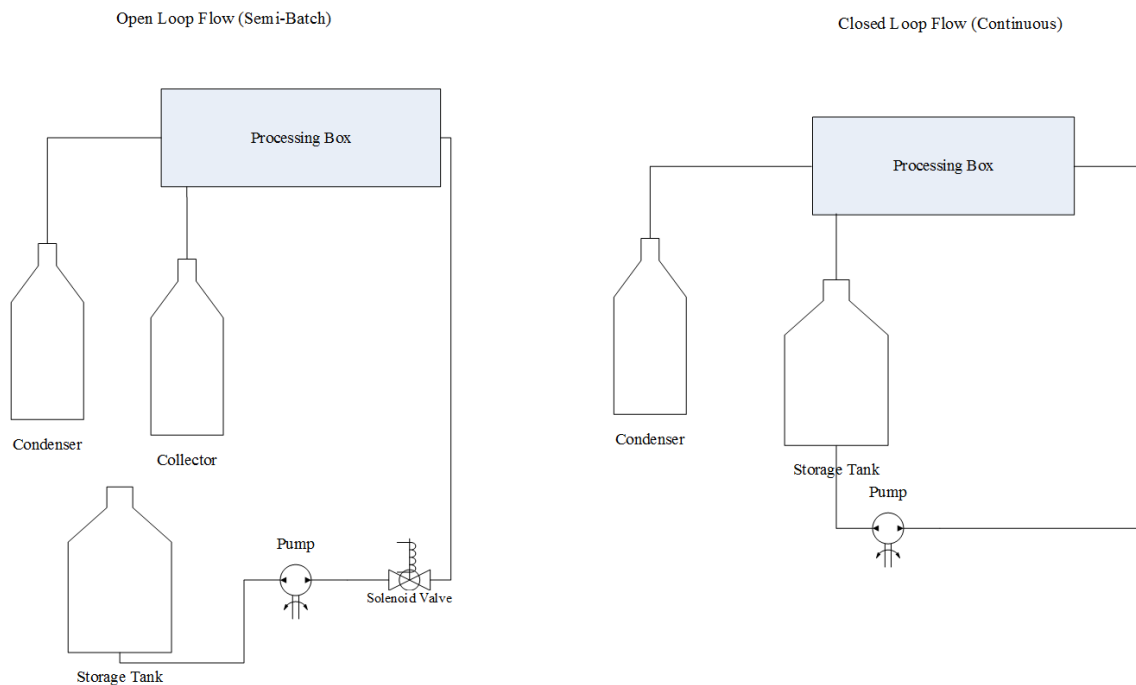 Open Loop Flow (Semi-Batch)
Processing Box
Condenser
Collector
Pump
Solenoid Valve
Storage Tank
Closed Loop Flow (Continuous)
Processing Box
Condenser
Storage Tank
Pump